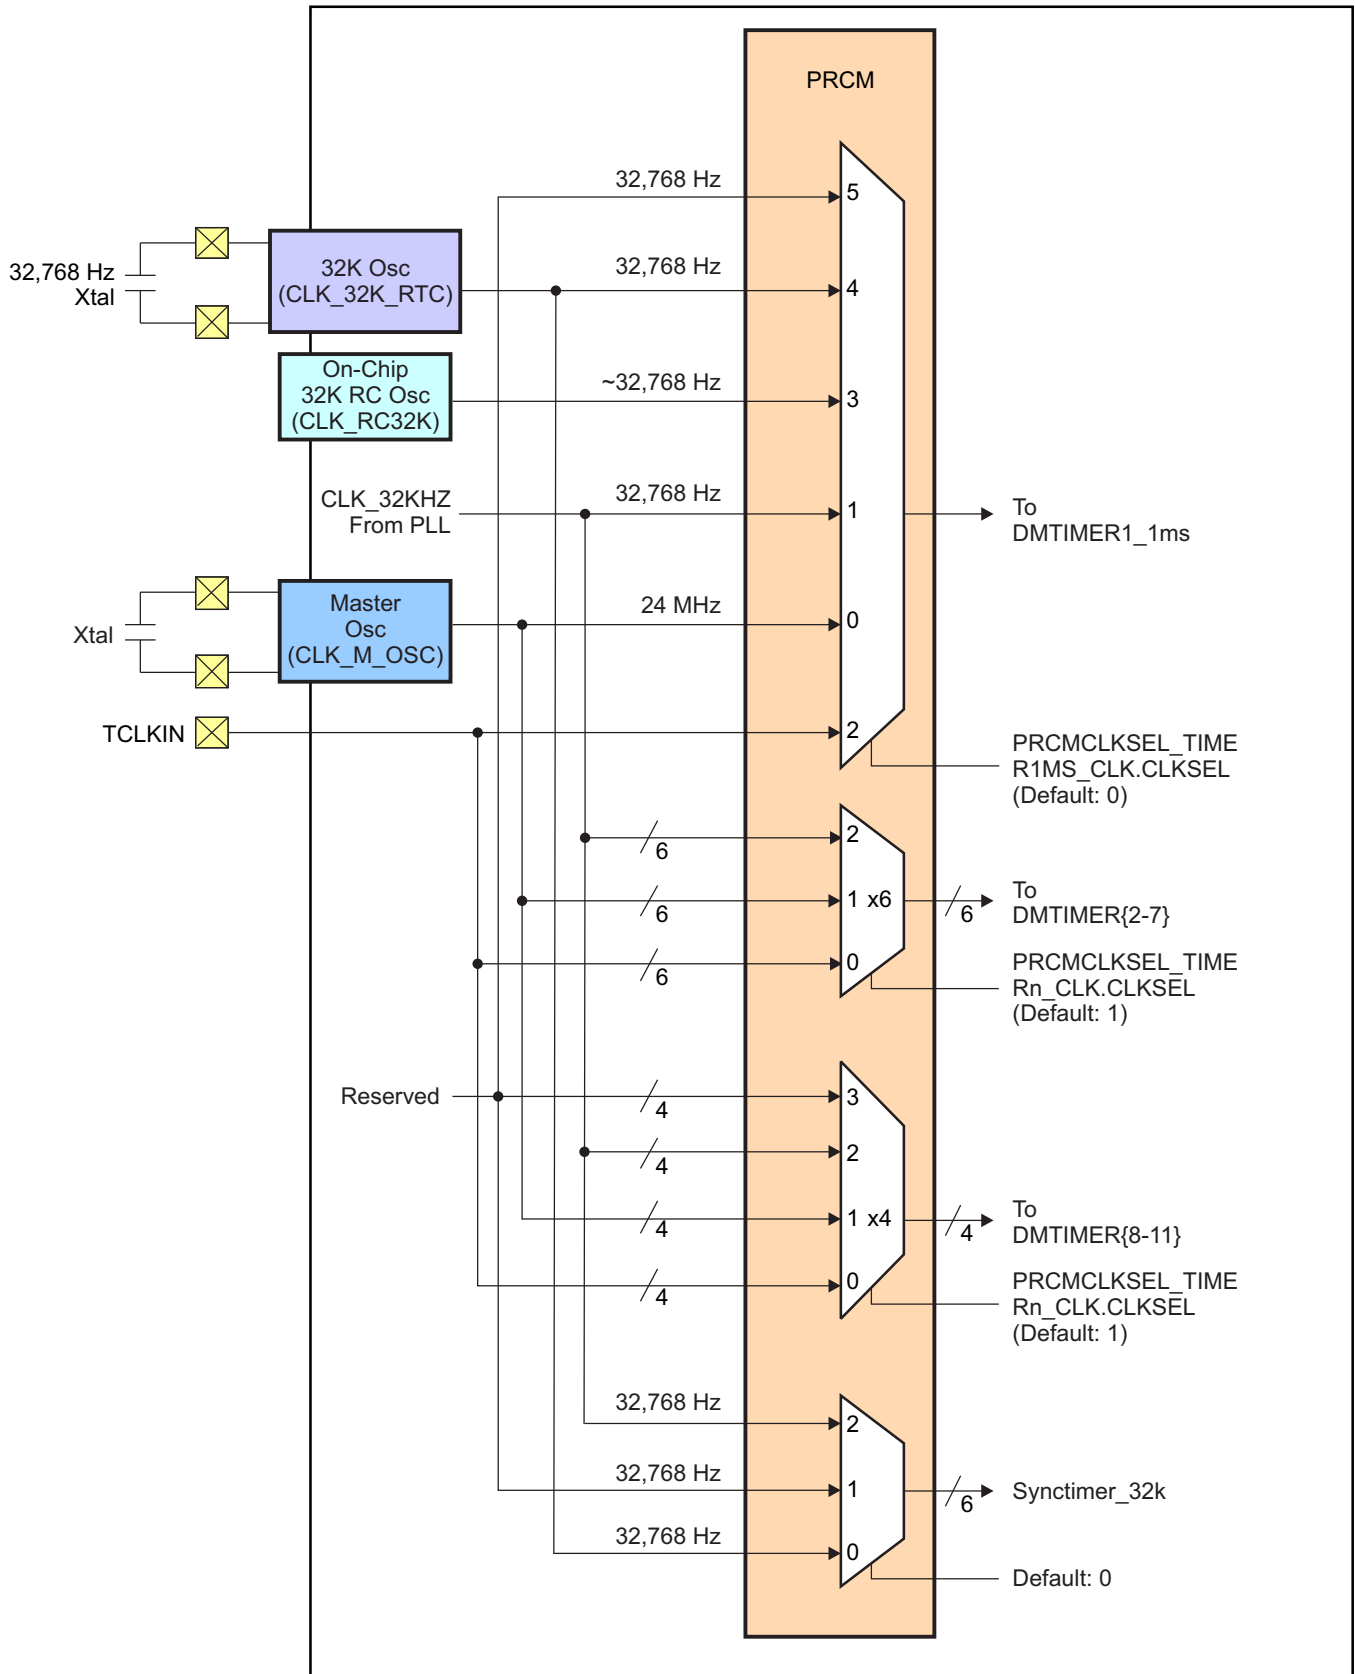 PRCM
32,768 Hz
5
32,768 Hz
Xtal
32K Osc
(CLK_32K_RTC)
32,768 Hz
4
On-Chip
32K RC Osc
(CLK_RC32K)
~32,768 Hz
3
CLK_32KHZ
From PLL
32,768 Hz
1
To
DMTIMER1_1ms
Xtal
Master
Osc
(CLK_M_OSC)
24 MHz
0
TCLKIN
2
PRCMCLKSEL_TIME
R1MS_CLK.CLKSEL
(Default: 0)
6
2
6
1 x6
6
To
DMTIMER{2-7}
6
0
PRCMCLKSEL_TIME
Rn_CLK.CLKSEL
(Default: 1)
Reserved
4
3
4
2
4
1 x4
4
To
DMTIMER{8-11}
4
0
PRCMCLKSEL_TIME
Rn_CLK.CLKSEL
(Default: 1)
32,768 Hz
2
32,768 Hz
1
6
Synctimer_32k
32,768 Hz
0
Default: 0